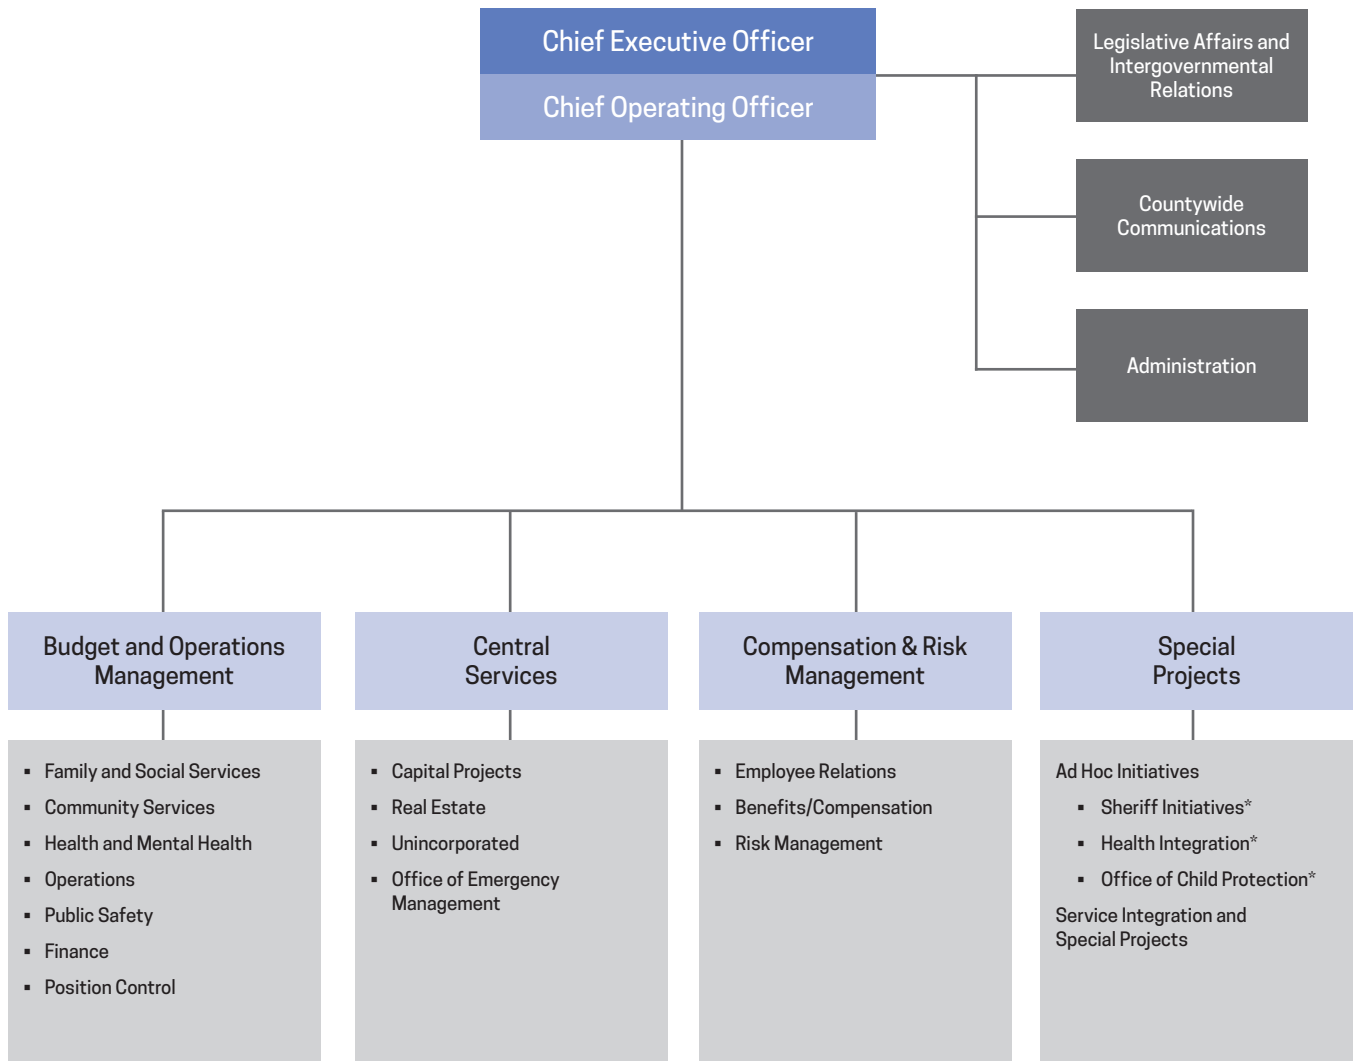 Chief Executive Officer
Chief Operating Officer
Legislative Affairs and
Intergovernmental
Relations
Countywide
Communications
Administration
Budget and Operations
Management
▪ Family and Social Services
▪ Community Services
▪ Health and Mental Health
▪ Operations
▪ Public Safety
▪ Finance
▪ Position Control
Central
Services
▪ Capital Projects
▪ Real Estate
▪ Unincorporated
▪ Office of Emergency
Management
Compensation & Risk
Management
▪ Employee Relations
▪ Benefits/Compensation
▪ Risk Management
Special
Projects
Ad Hoc Initiatives
▪ Sheriff Initiatives*
▪ Health Integration*
▪ Office of Child Protection*
Service Integration and
Special Projects